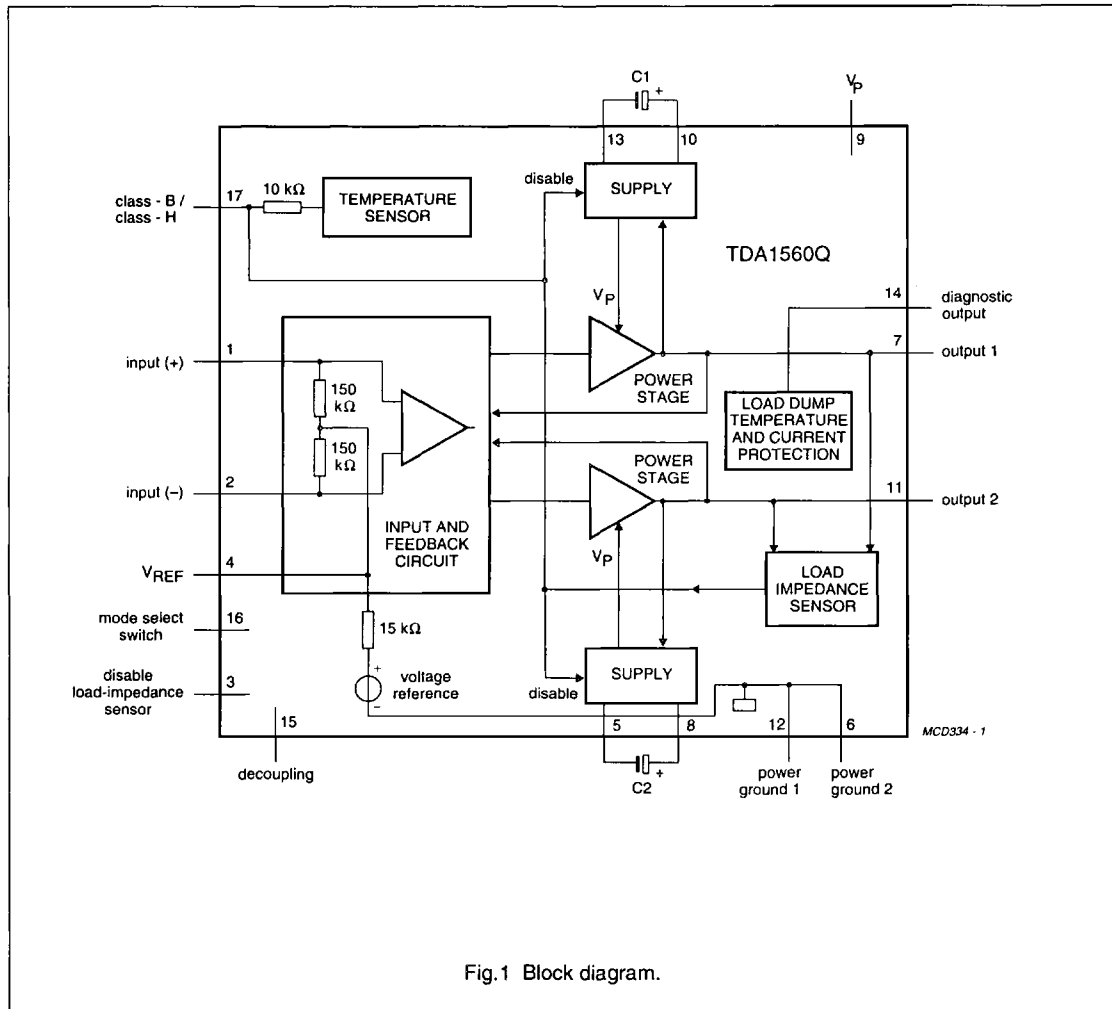 C1
+
V_P
13
10
9
disable
SUPPLY
17
10 kΩ
TEMPERATURE
SENSOR
class - B /
class - H
TDA1560Q
14
diagnostic
output
V_P
1
input (+)
7
output 1
150
kΩ
150
kΩ
POWER
STAGE
LOAD DUMP
TEMPERATURE
AND CURRENT
PROTECTION
POWER
STAGE
2
input (–)
11
output 2
INPUT AND
FEEDBACK
CIRCUIT
V_P
4
V_REF
LOAD
IMPEDANCE
SENSOR
16
mode select
switch
15 kΩ
SUPPLY
3
disable
load-impedance
sensor
+
–
voltage
reference
disable
15
decoupling
5
8
12
6
MCD334 - 1
+
C2
power
ground 1
power
ground 2
Fig.1 Block diagram.